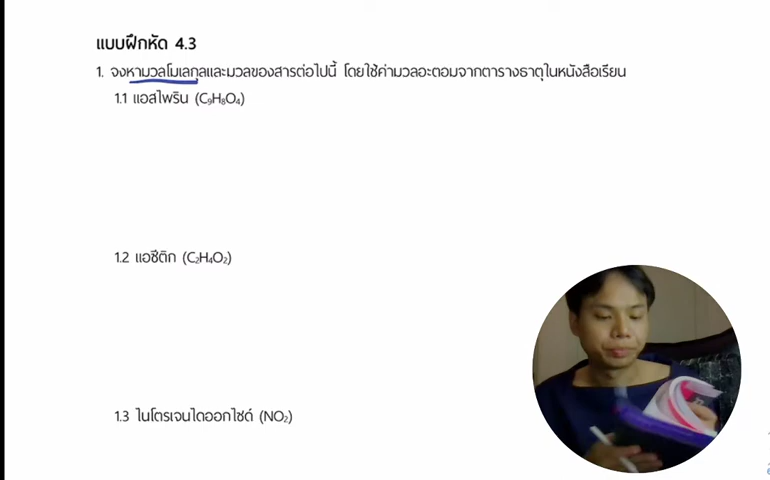 แบบฝึกหัด 4.3
1. จงหามวลโมเลกุลและมวลของสารต่อไปนี้ โดยใช้ค่ามวลอะตอมจากตารางธาตุในหนังสือเรียน
1.1 แอสไพริน (C₉H₈O₄)
1.2 แอซีติก (C₂H₄O₂)
1.3 ไนโตรเจนไดออกไซด์ (NO₂)